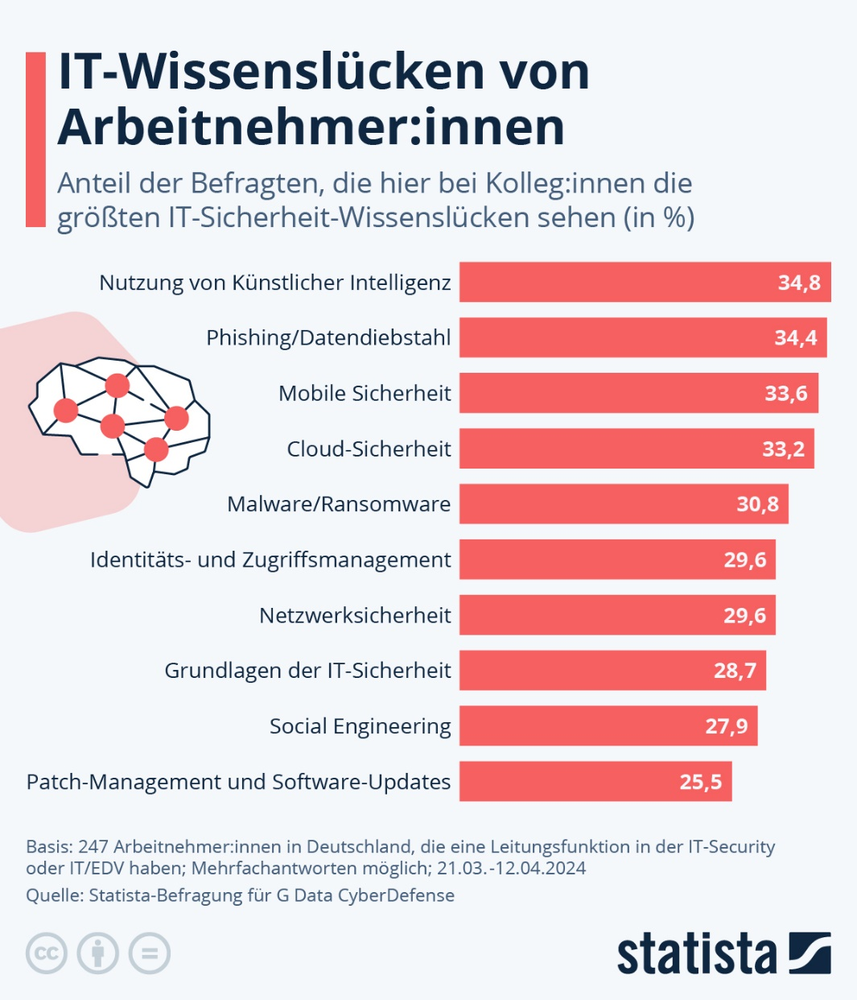 IT-Wissenslücken von
Arbeitnehmer:innen
Anteil der Befragten, die hier bei Kolleg:innen die
größten IT-Sicherheit-Wissenslücken sehen (in %)
Nutzung von Künstlicher Intelligenz 34,8
Phishing/Datendiebstahl 34,4
Mobile Sicherheit 33,6
Cloud-Sicherheit 33,2
Malware/Ransomware 30,8
Identitäts- und Zugriffsmanagement 29,6
Netzwerksicherheit 29,6
Grundlagen der IT-Sicherheit 28,7
Social Engineering 27,9
Patch-Management und Software-Updates 25,5
Basis: 247 Arbeitnehmer:innen in Deutschland, die eine Leitungsfunktion in der IT-Security
oder IT/EDV haben; Mehrfachantworten möglich; 21.03.-12.04.2024
Quelle: Statista-Befragung für G Data CyberDefense
cc
statista